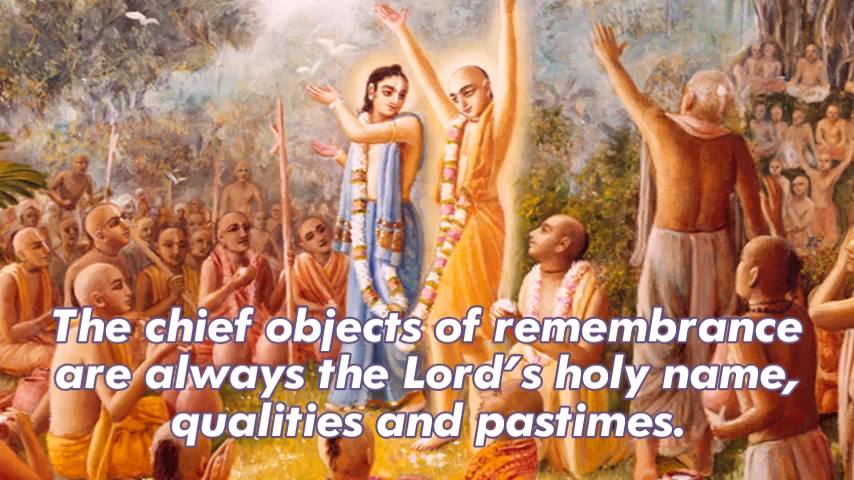 The chief objects of remembrance
are always the Lord's holy name,
qualities and pastimes.